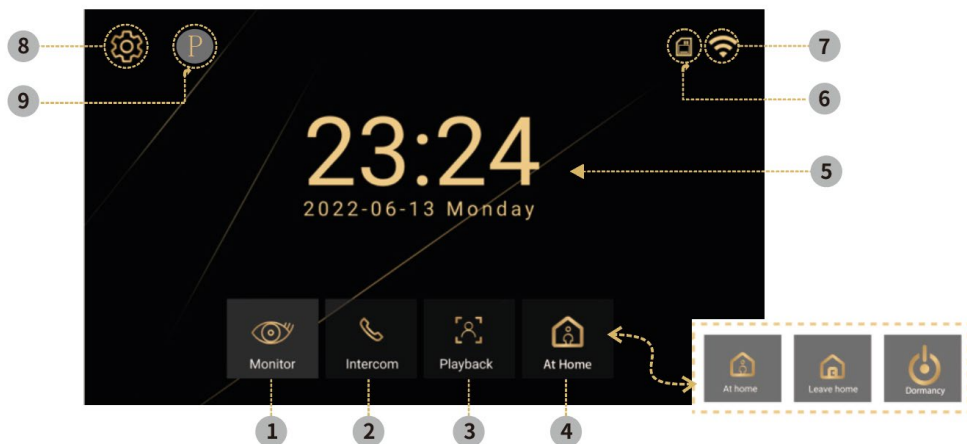 8
P
7
9
6
23:24
5
2022-06-13 Monday
Monitor
Intercom
Playback
At Home
At home
Leave home
Dormancy
1
2
3
4